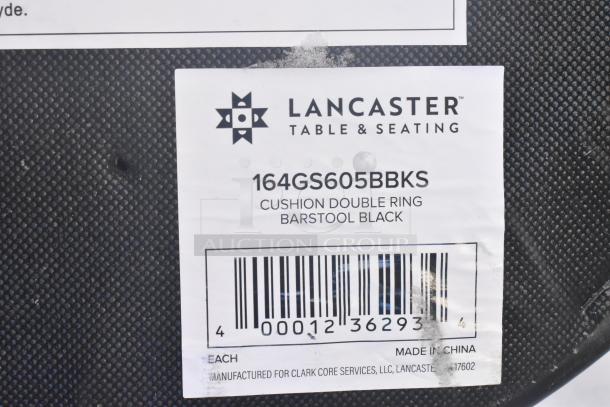 yde.
LANCASTER™
TABLE & SEATING
164GS605BBKS
CUSHION DOUBLE RING
BARSTOOL BLACK
AUCTION GROUP
4 00012 36293 4
EACH MADE IN CHINA
MANUFACTURED FOR CLARK CORE SERVICES, LLC, LANCASTE 17602